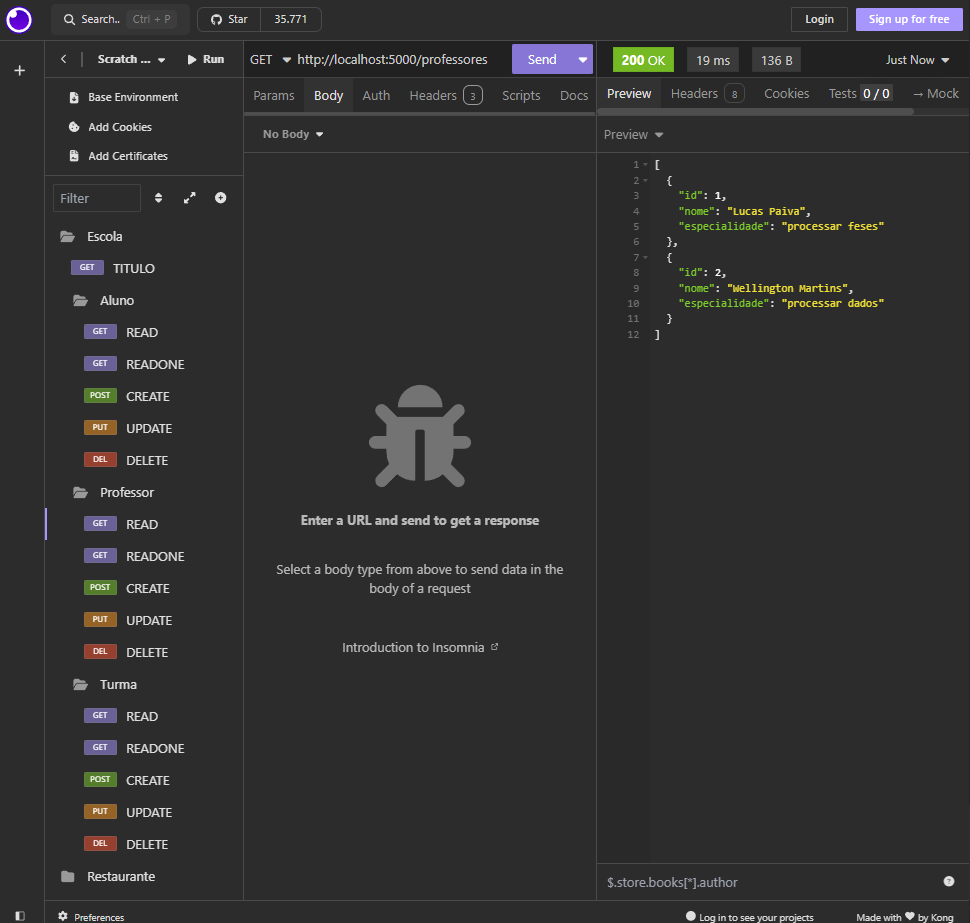 Search.. Ctrl + P Star 35.771 Login Sign up for free
Scratch ... Run
Base Environment
Add Cookies
Add Certificates
Filter
Escola
GET TITULO
Aluno
GET READ
GET READONE
POST CREATE
PUT UPDATE
DEL DELETE
Professor
GET READ
GET READONE
POST CREATE
PUT UPDATE
DEL DELETE
Turma
GET READ
GET READONE
POST CREATE
PUT UPDATE
DEL DELETE
Restaurante
GET http://localhost:5000/professores Send
Params Body Auth Headers 3 Scripts Docs
No Body
Enter a URL and send to get a response
Select a body type from above to send data in the
body of a request
Introduction to Insomnia
200 OK 19 ms 136 B Just Now
Preview Headers 8 Cookies Tests 0 / 0 → Mock
Preview
1 [
2 {
3 "id": 1,
4 "nome": "Lucas Paiva",
5 "especialidade": "processar feses"
6 },
7 {
8 "id": 2,
9 "nome": "Wellington Martins",
10 "especialidade": "processar dados"
11 }
12 ]
$.store.books[*].author ?
Preferences Log in to see your projects Made with ♥ by Kong